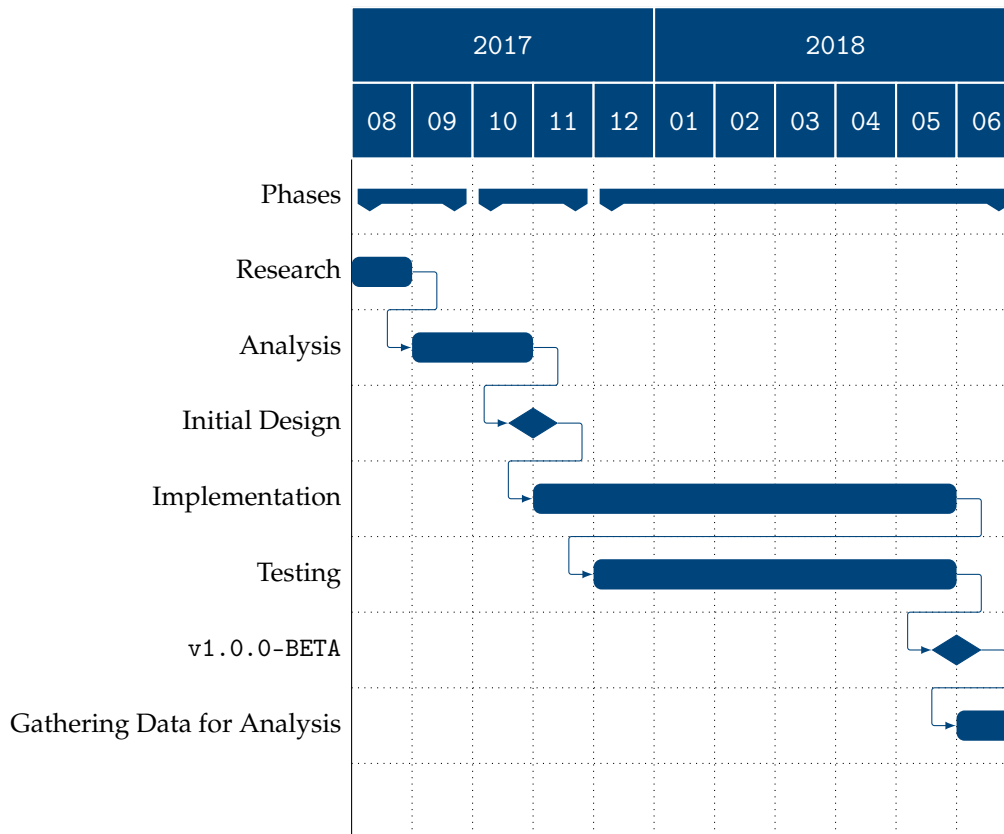 2017 2018
08 09 10 11 12 01 02 03 04 05 06
Phases
Research
Analysis
Initial Design
Implementation
Testing
v1.0.0-BETA
Gathering Data for Analysis